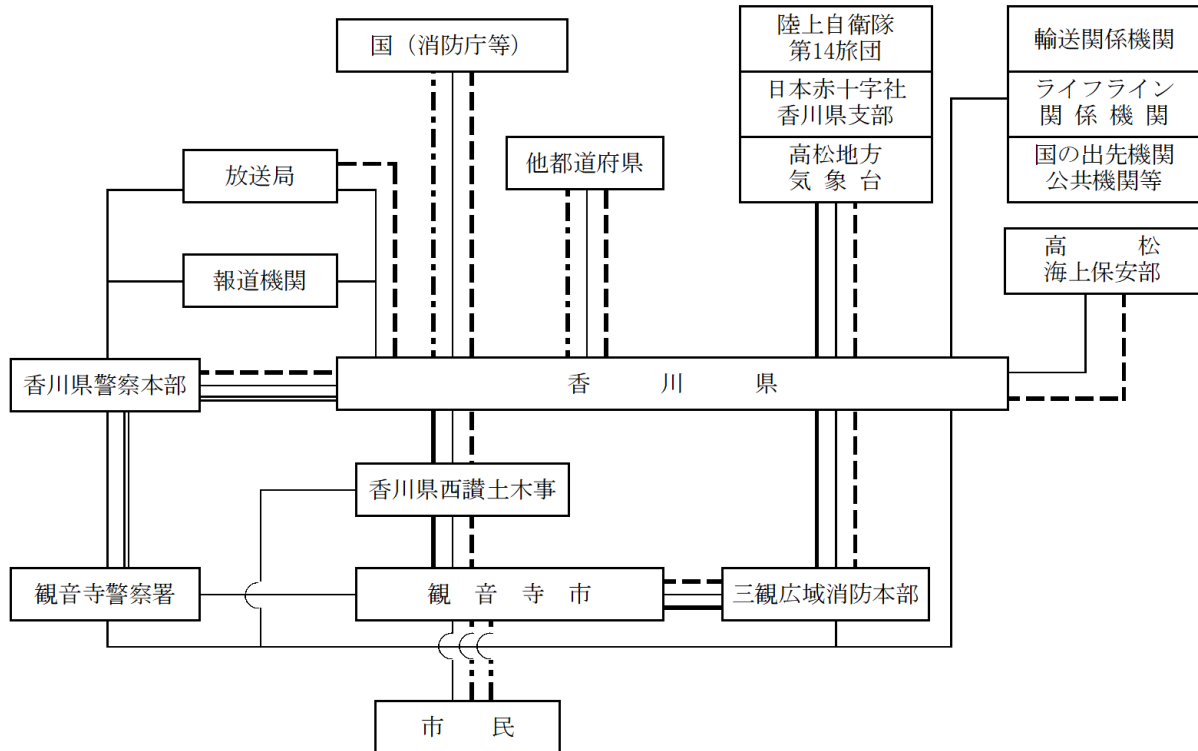 国（消防庁等）
陸上自衛隊
第14旅団
輸送関係機関
日本赤十字社
香川県支部
ライフライン
関係機関
放送局
他都道府県
高松地方
気象台
国の出先機関
公共機関等
報道機関
高松
海上保安部
香川県警察本部
香川県
香川県西讃土木事
観音寺警察署
観音寺市
三観広域消防本部
市民